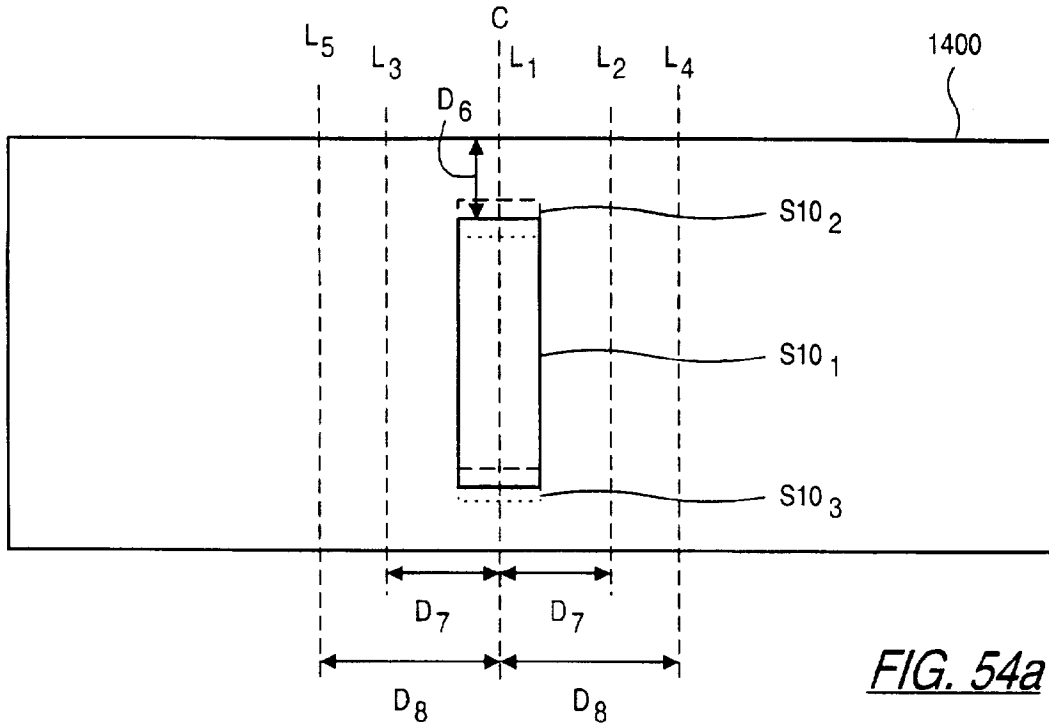 C
L5 L3 L1 L2 L4 1400
D6
S10 2
S10 1
S10 3
D7 D7
D8 D8
FIG. 54a